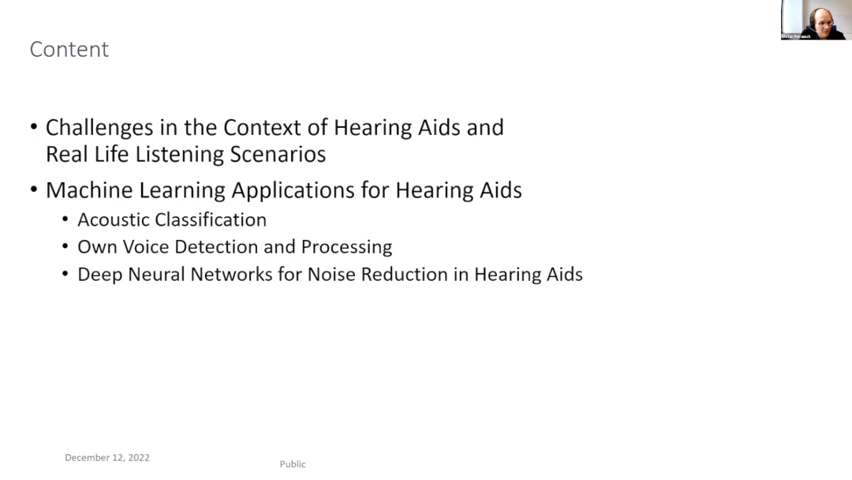 Content
• Challenges in the Context of Hearing Aids and
Real Life Listening Scenarios
• Machine Learning Applications for Hearing Aids
• Acoustic Classification
• Own Voice Detection and Processing
• Deep Neural Networks for Noise Reduction in Hearing Aids
December 12, 2022
Public